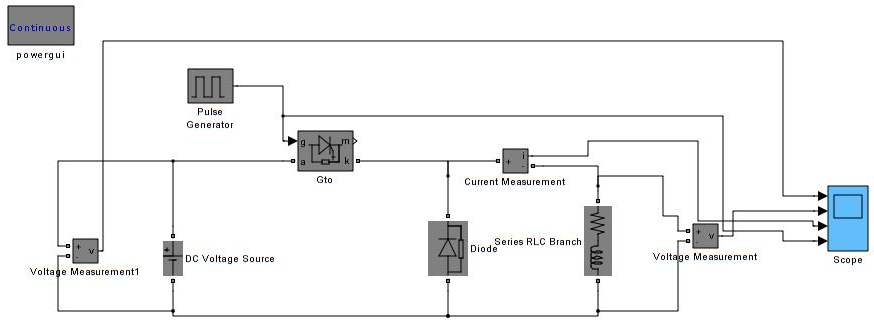 Continuous
powergui
Pulse
Generator
g
m
a
k
Gto
+
i
-
Current Measurement
+
-
v
Voltage Measurement1
+
DC Voltage Source
Diode
Series RLC Branch
+
-
v
Voltage Measurement
Scope